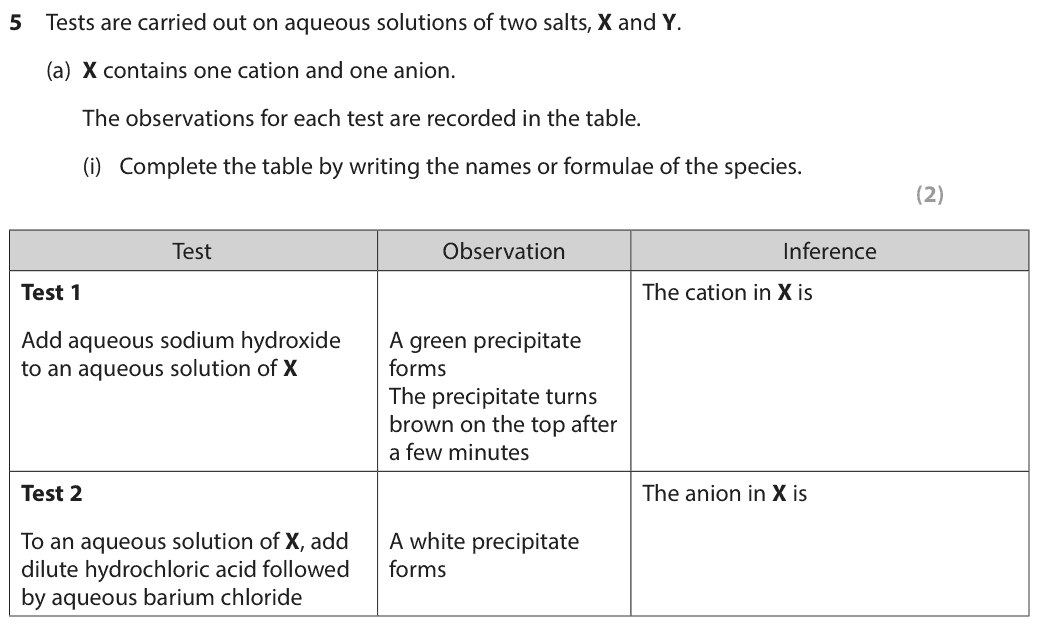 5 Tests are carried out on aqueous solutions of two salts, X and Y.
(a) X contains one cation and one anion.
The observations for each test are recorded in the table.
(i) Complete the table by writing the names or formulae of the species.
(2)
Test Observation Inference
Test 1
Add aqueous sodium hydroxide
to an aqueous solution of X
A green precipitate
forms
The precipitate turns
brown on the top after
a few minutes
The cation in X is
Test 2
To an aqueous solution of X, add
dilute hydrochloric acid followed
by aqueous barium chloride
A white precipitate
forms
The anion in X is